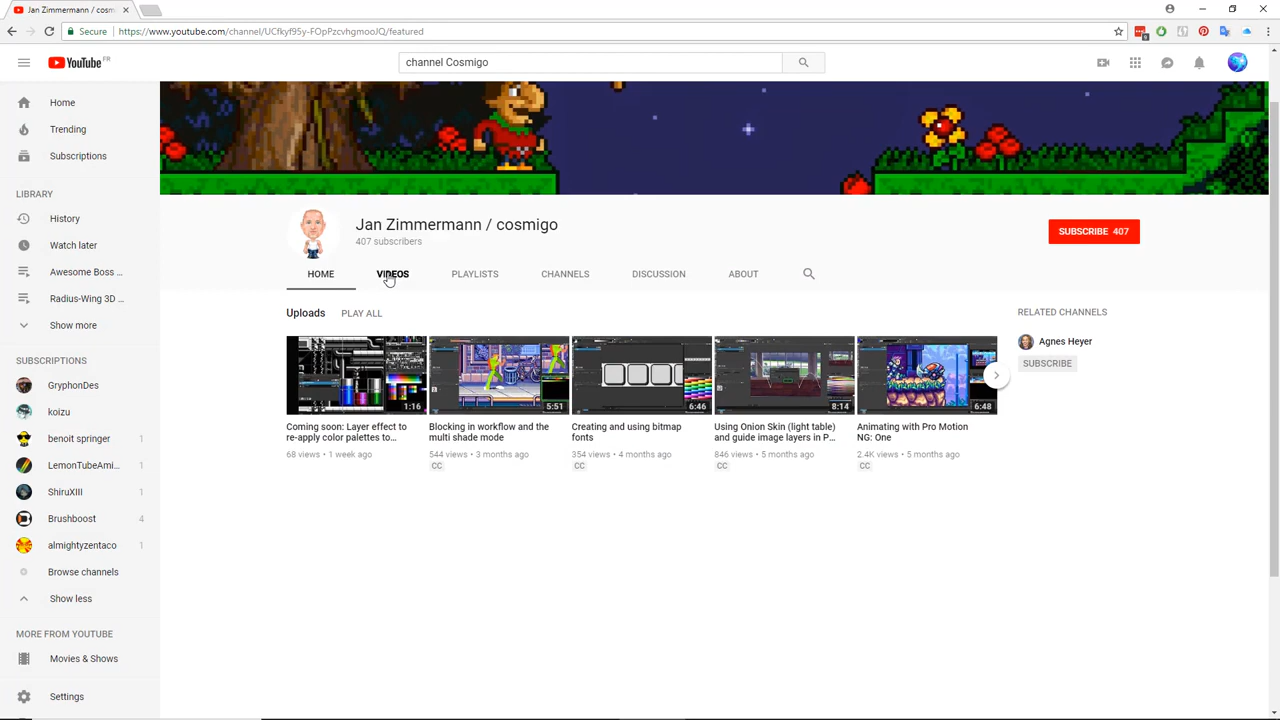 Jan Zimmermann / cosm
Secure
https://www.youtube.com/channel/UCfkyf95y-FOpPzcvhgmooJQ/featured
YouTube FR
channel Cosmigo
Home
Trending
Subscriptions
LIBRARY
History
Watch later
Awesome Boss ...
Radius-Wing 3D ...
Show more
SUBSCRIPTIONS
GryphonDes
koizu
benoit springer 1
LemonTubeAmi... 1
ShiruXIII 1
Brushboost 4
almightyzentaco 1
Browse channels
Show less
MORE FROM YOUTUBE
Movies & Shows
Settings
Jan Zimmermann / cosmigo
407 subscribers
SUBSCRIBE 407
HOME VIDEOS PLAYLISTS CHANNELS DISCUSSION ABOUT
Uploads PLAY ALL
1:16
Coming soon: Layer effect to
re-apply color palettes to...
68 views • 1 week ago
5:51
Blocking in workflow and the
multi shade mode
544 views • 3 months ago
CC
6:46
Creating and using bitmap
fonts
354 views • 4 months ago
CC
8:14
Using Onion Skin (light table)
and guide image layers in P...
846 views • 5 months ago
CC
6:48
Animating with Pro Motion
NG: One
2.4K views • 5 months ago
CC
RELATED CHANNELS
Agnes Heyer
SUBSCRIBE